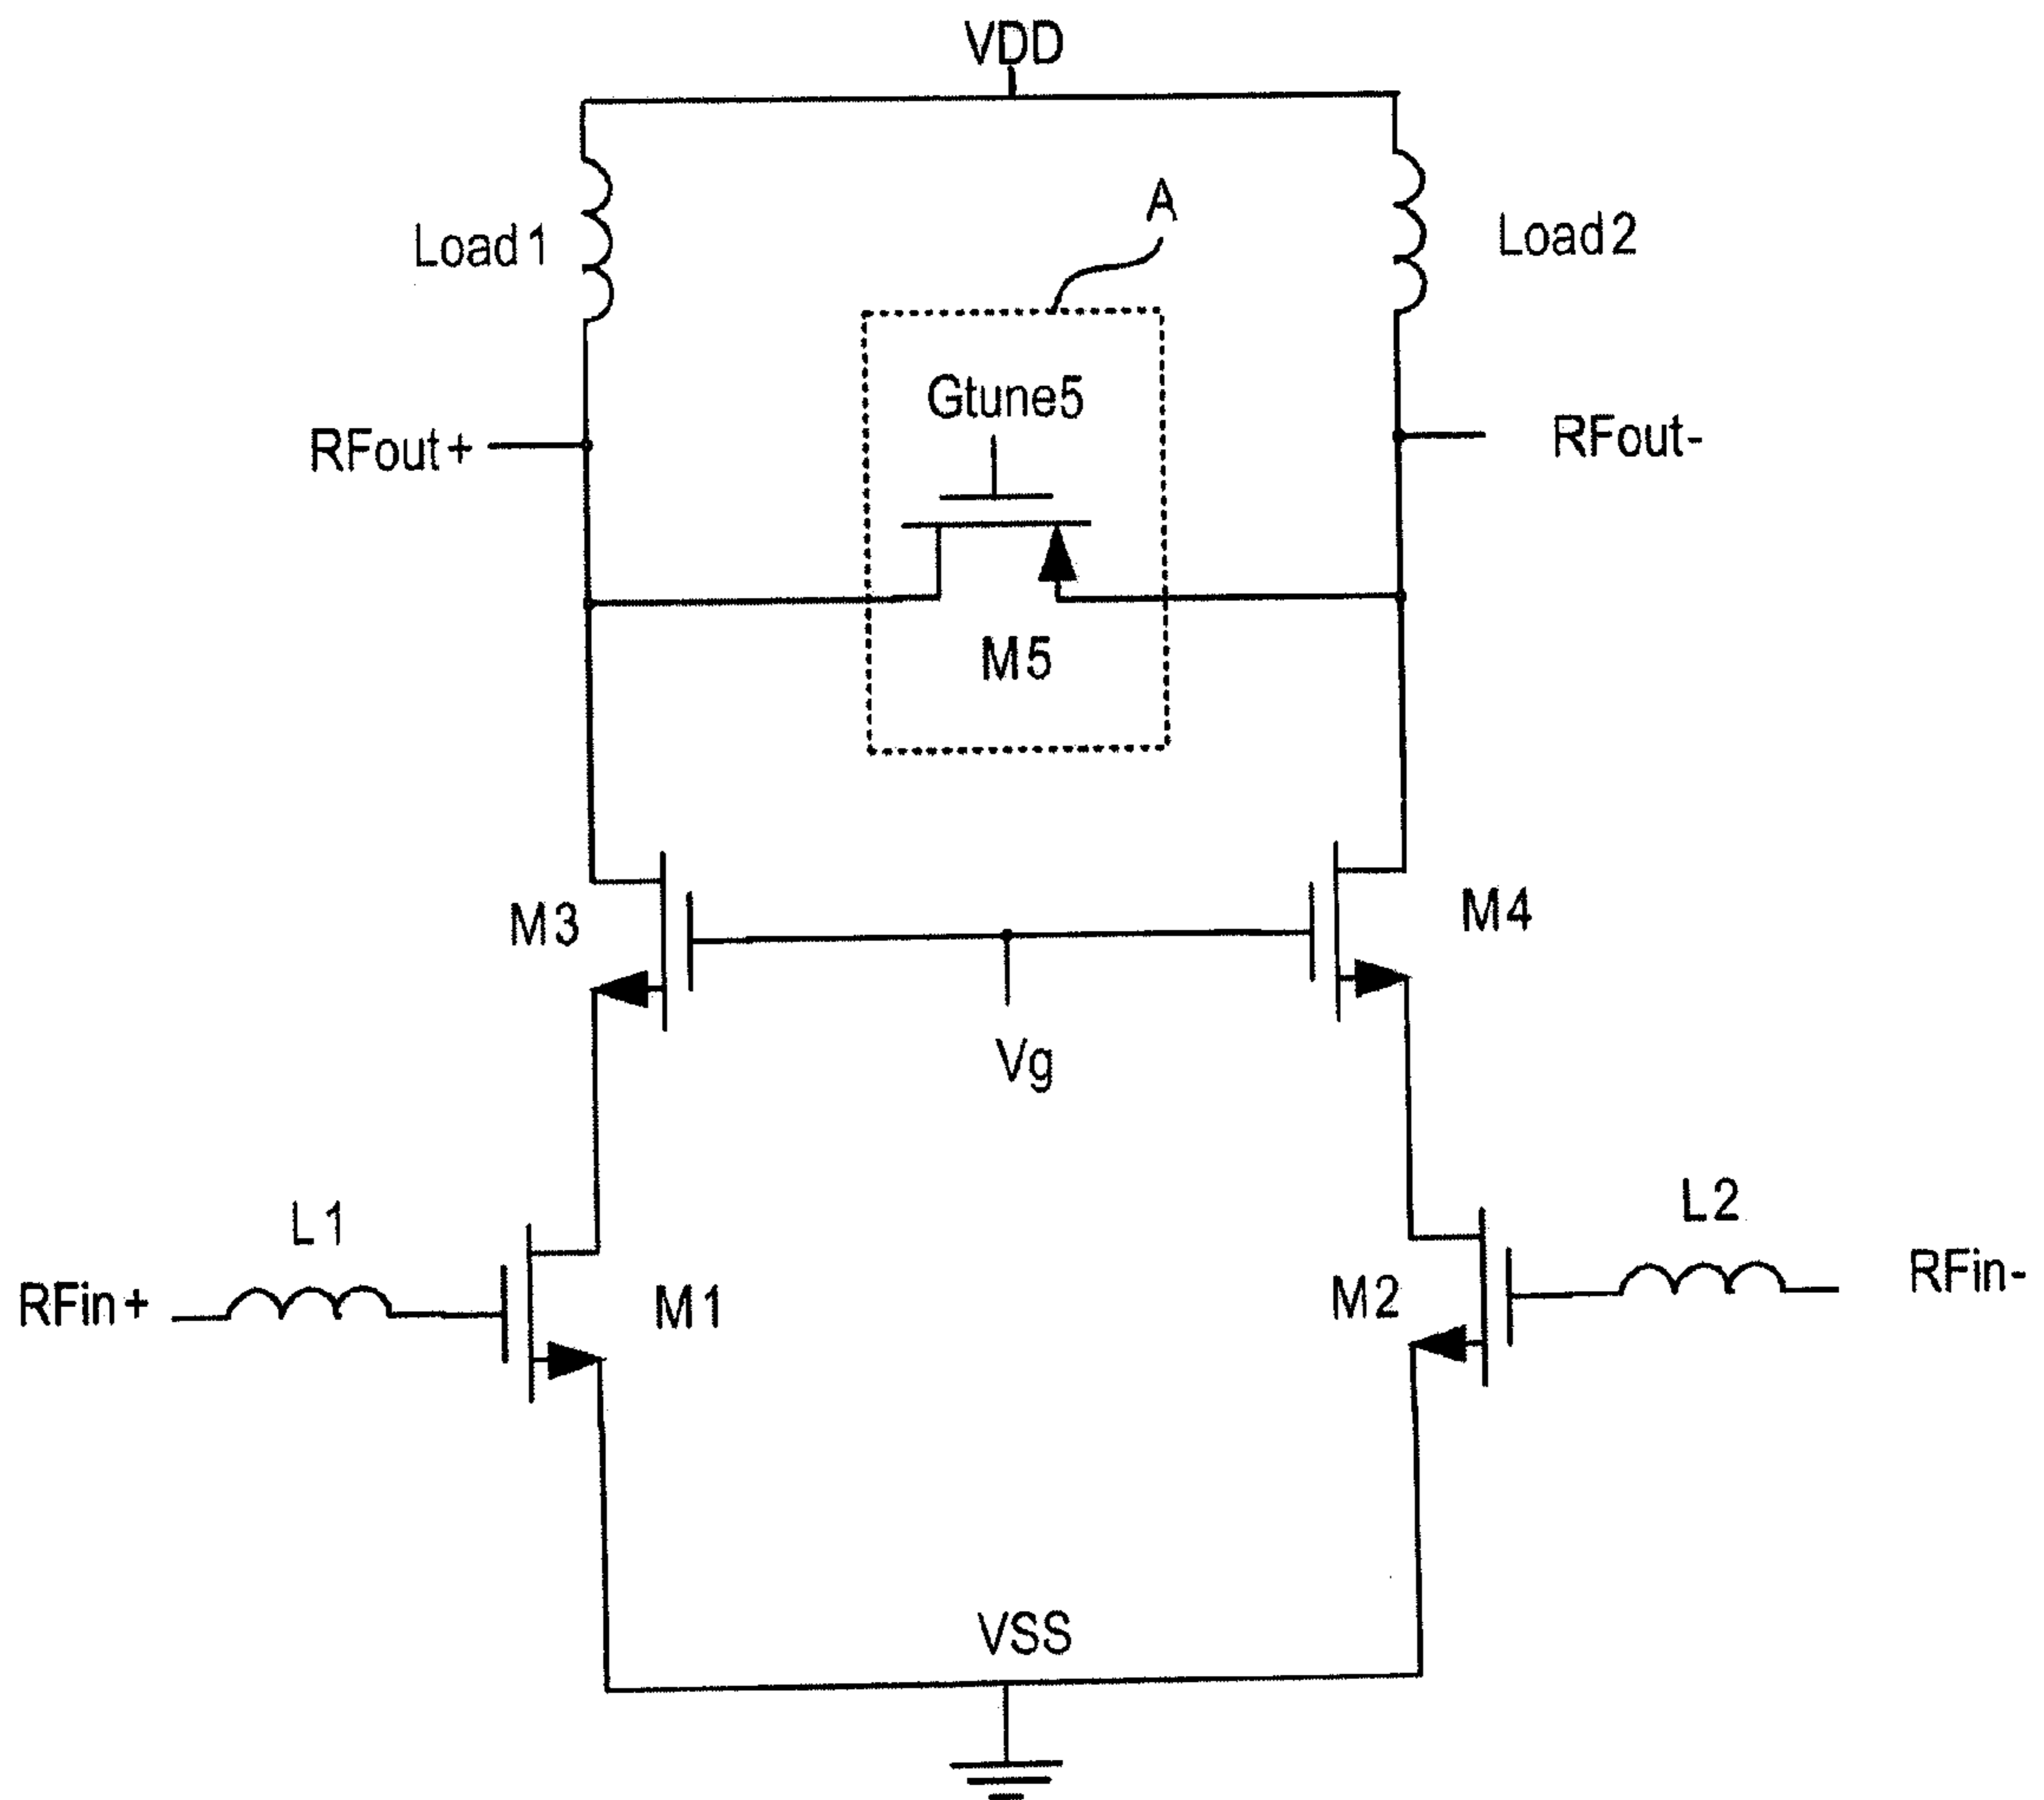 VDD
A
Load1
Load2
Gtune5
RFout+
RFout-
M5
M3
M4
Vg
L1
L2
RFin+
M1
M2
RFin-
VSS